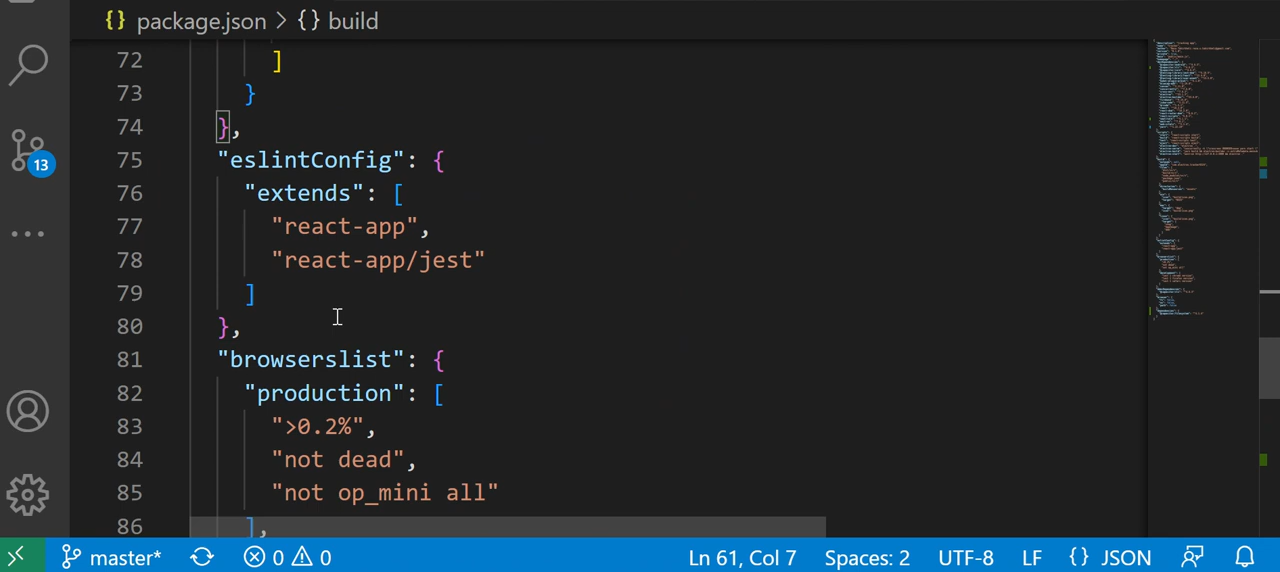 {} package.json > {} build
72 ]
73 }
74 },
75 "eslintConfig": {
76 "extends": [
77 "react-app",
78 "react-app/jest"
79 ]
80 },
81 "browserslist": {
82 "production": [
83 ">0.2%",
84 "not dead",
85 "not op_mini all"
86 ],
13
master* 0 0 Ln 61, Col 7 Spaces: 2 UTF-8 LF {} JSON